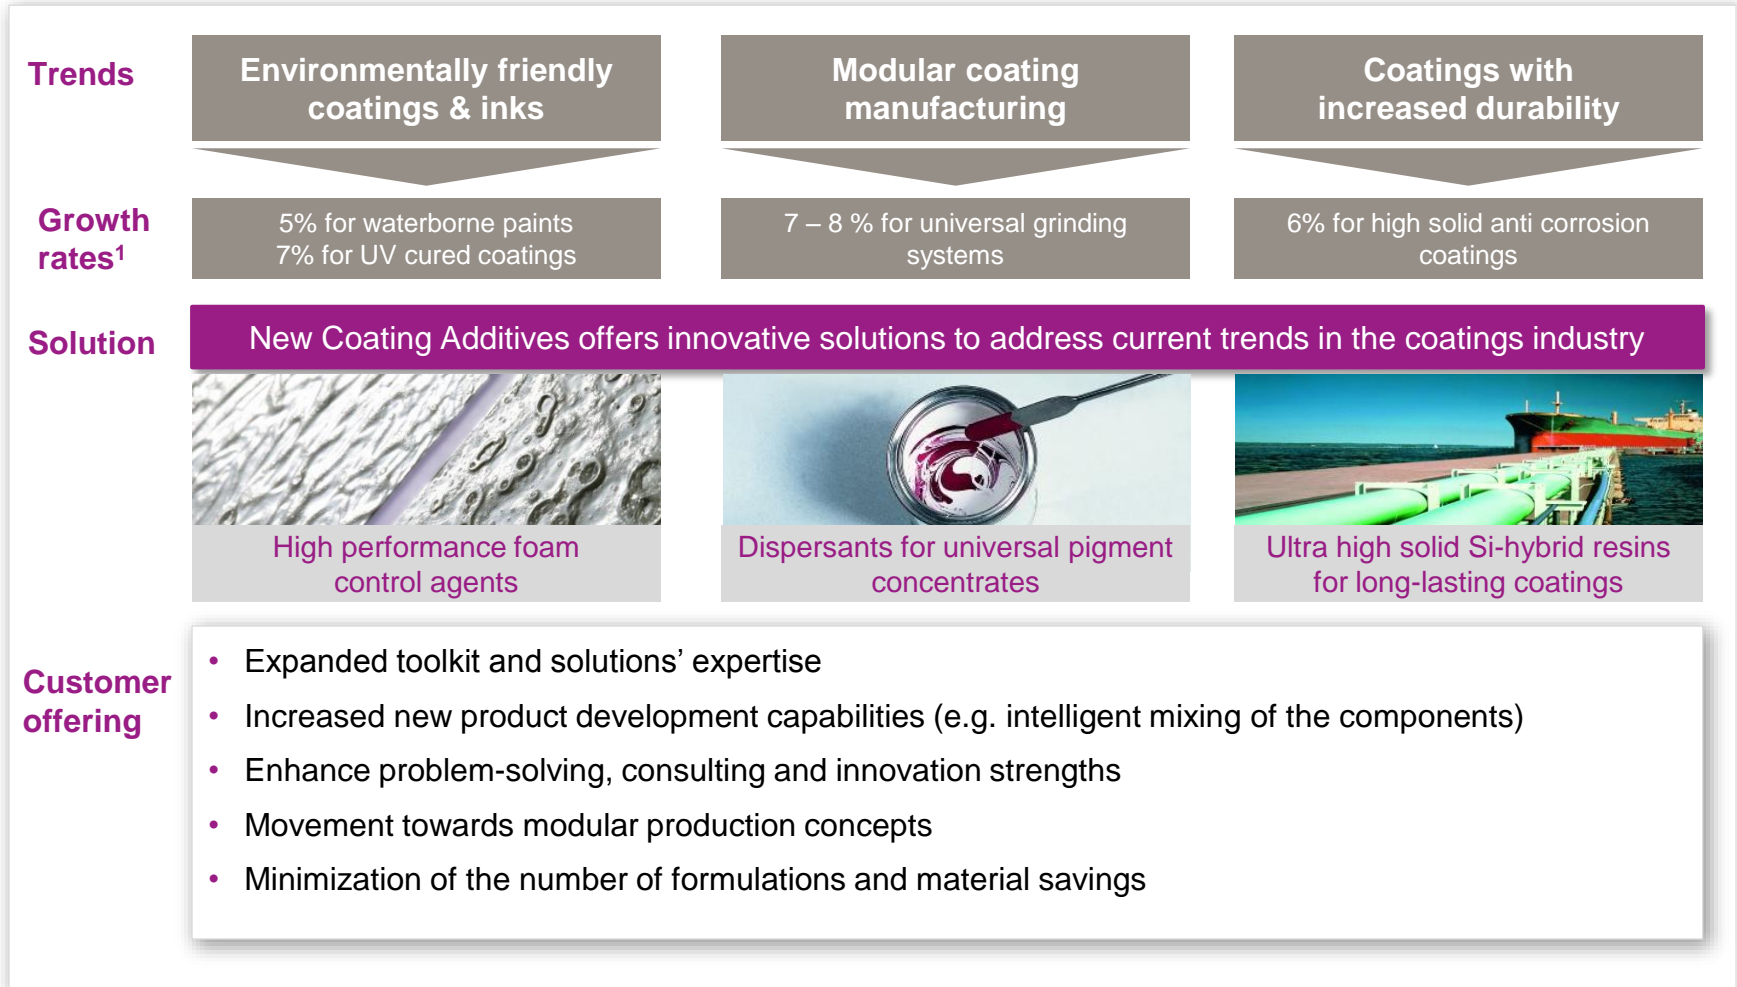 Trends
Environmentally friendly
coatings & inks
Modular coating
manufacturing
Coatings with
increased durability
Growth
rates¹
5% for waterborne paints
7% for UV cured coatings
7 – 8 % for universal grinding
systems
6% for high solid anti corrosion
coatings
Solution
New Coating Additives offers innovative solutions to address current trends in the coatings industry
High performance foam
control agents
Dispersants for universal pigment
concentrates
Ultra high solid Si-hybrid resins
for long-lasting coatings
Customer
offering
• Expanded toolkit and solutions’ expertise
• Increased new product development capabilities (e.g. intelligent mixing of the components)
• Enhance problem-solving, consulting and innovation strengths
• Movement towards modular production concepts
• Minimization of the number of formulations and material savings